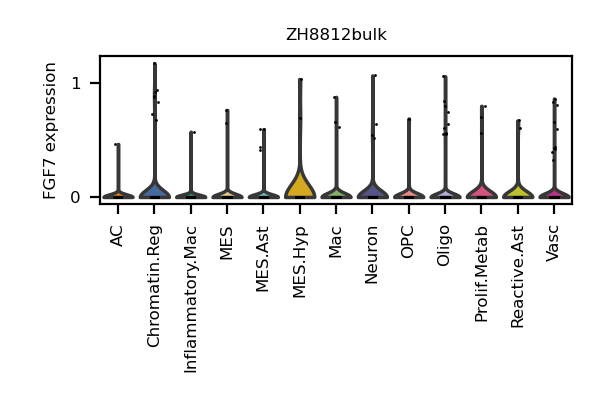 ZH8812bulk
FGF7 expression
1
0
AC
Chromatin.Reg
Inflammatory.Mac
MES
MES.Ast
MES.Hyp
Mac
Neuron
OPC
Oligo
Prolif.Metab
Reactive.Ast
Vasc